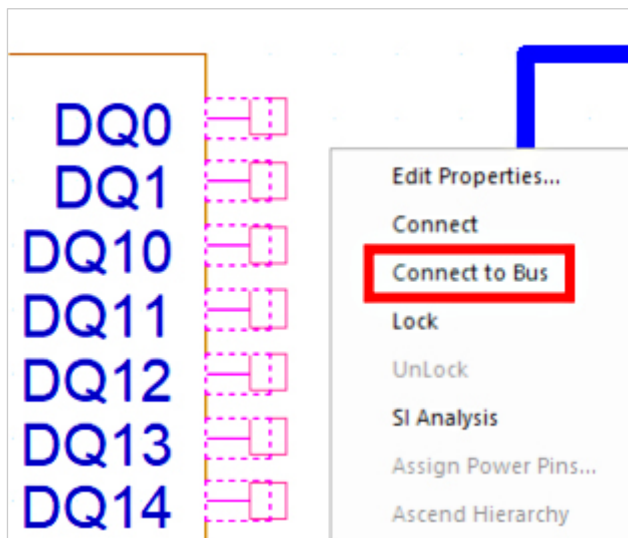 DQ0
DQ1
DQ10
DQ11
DQ12
DQ13
DQ14
Edit Properties...
Connect
Connect to Bus
Lock
UnLock
SI Analysis
Assign Power Pins...
Ascend Hierarchy